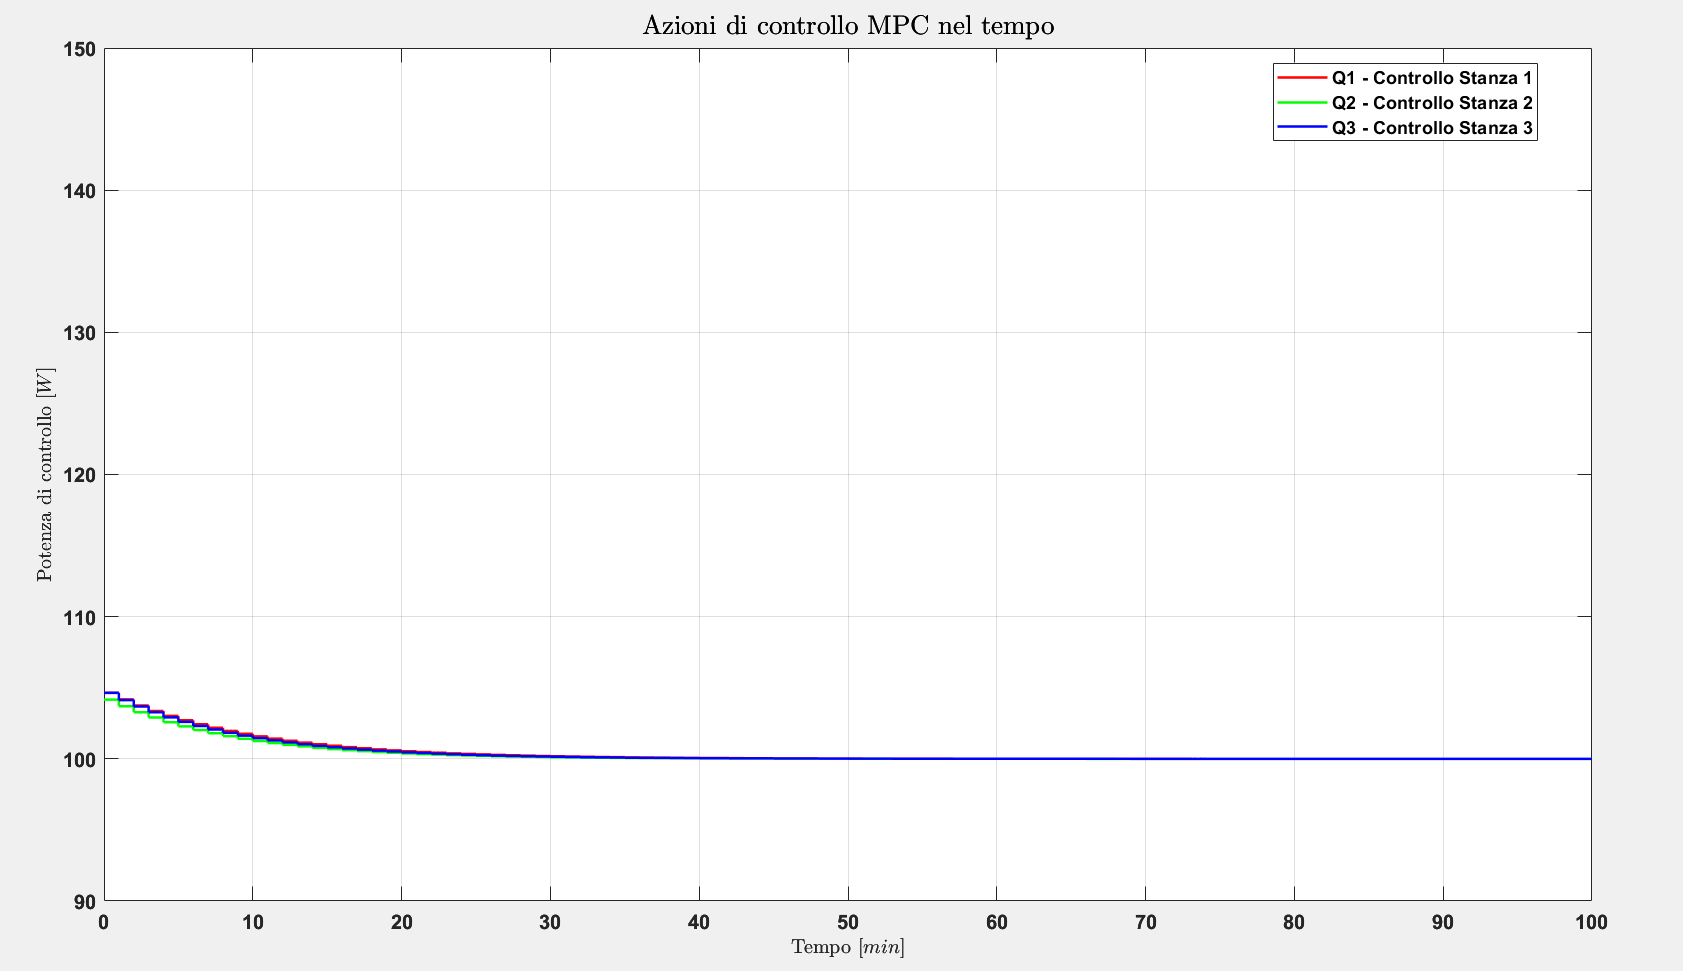 Azioni di controllo MPC nel tempo
150
Q1 - Controllo Stanza 1
Q2 - Controllo Stanza 2
Q3 - Controllo Stanza 3
140
130
120
110
100
90
Potenza di controllo [W]
0 10 20 30 40 50 60 70 80 90 100
Tempo [min]